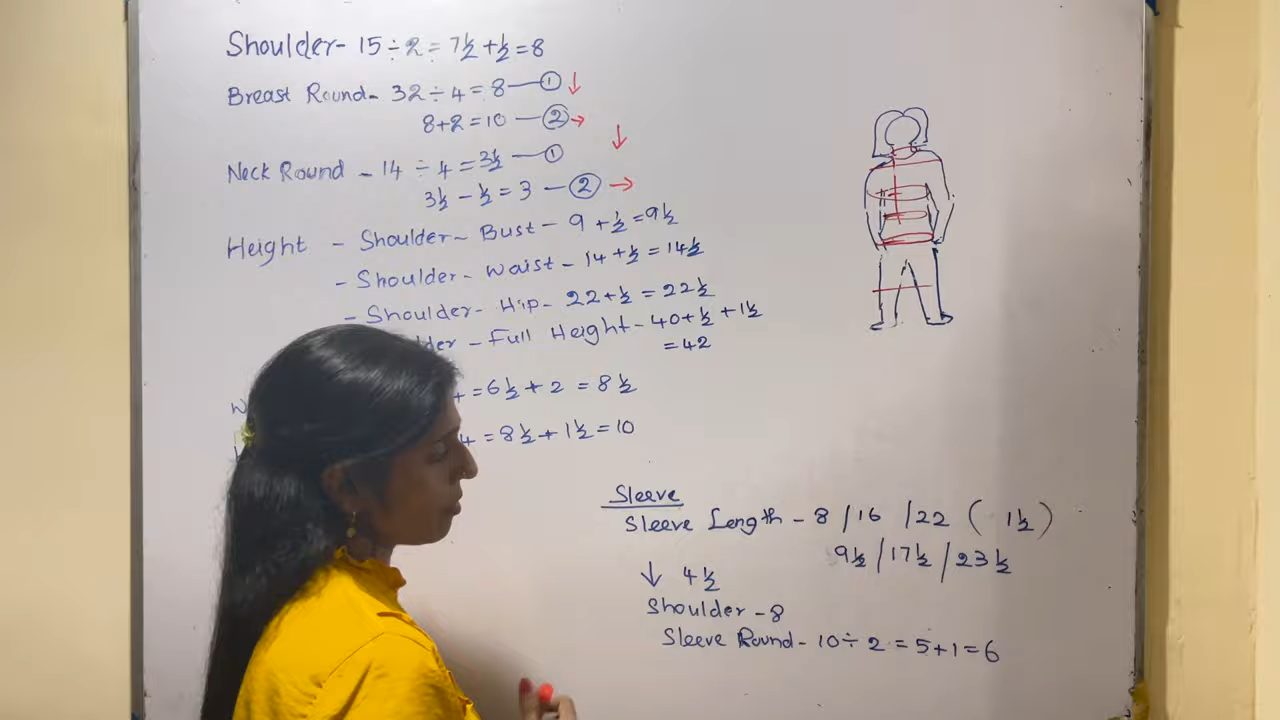 Shoulder- 15 ÷ 2 = 7½ + ½ = 8
Breast Round- 32 ÷ 4 = 8 — ① ↓
8+2 = 10 — ② →
Neck Round - 14 ÷ 4 = 3½ — ① ↓
3½ - ½ = 3 — ② →
Height - Shoulder- Bust - 9 + ½ = 9½
- Shoulder- Waist - 14 + ½ = 14½
- Shoulder- Hip- 22 + ½ = 22½
der - Full Height - 40 + ½ + 1½
= 42
= 6½ + 2 = 8½
4 = 8½ + 1½ = 10
Sleeve
Sleeve Length - 8 / 16 / 22 ( 1½ )
9½ / 17½ / 23½
↓ 4½
Shoulder - 8
Sleeve Round - 10 ÷ 2 = 5 + 1 = 6